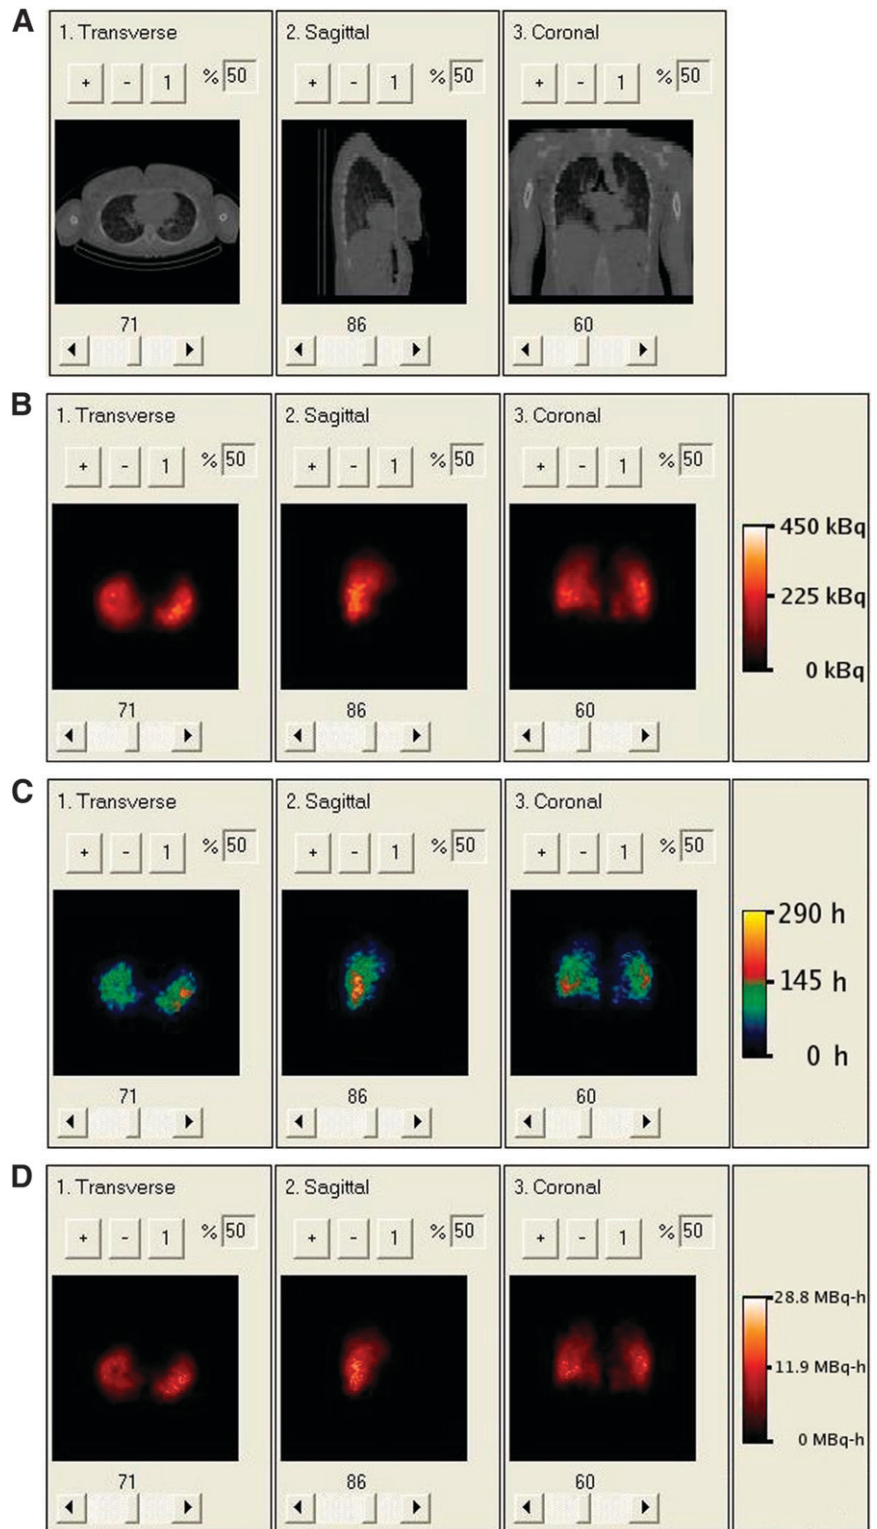 A
1. Transverse 2. Sagittal 3. Coronal
+ - 1 % 50 + - 1 % 50 + - 1 % 50
71 86 60
B
1. Transverse 2. Sagittal 3. Coronal
+ - 1 % 50 + - 1 % 50 + - 1 % 50
450 kBq
225 kBq
0 kBq
71 86 60
C
1. Transverse 2. Sagittal 3. Coronal
+ - 1 % 50 + - 1 % 50 + - 1 % 50
290 h
145 h
0 h
71 86 60
D
1. Transverse 2. Sagittal 3. Coronal
+ - 1 % 50 + - 1 % 50 + - 1 % 50
28.8 MBq-h
11.9 MBq-h
0 MBq-h
71 86 60